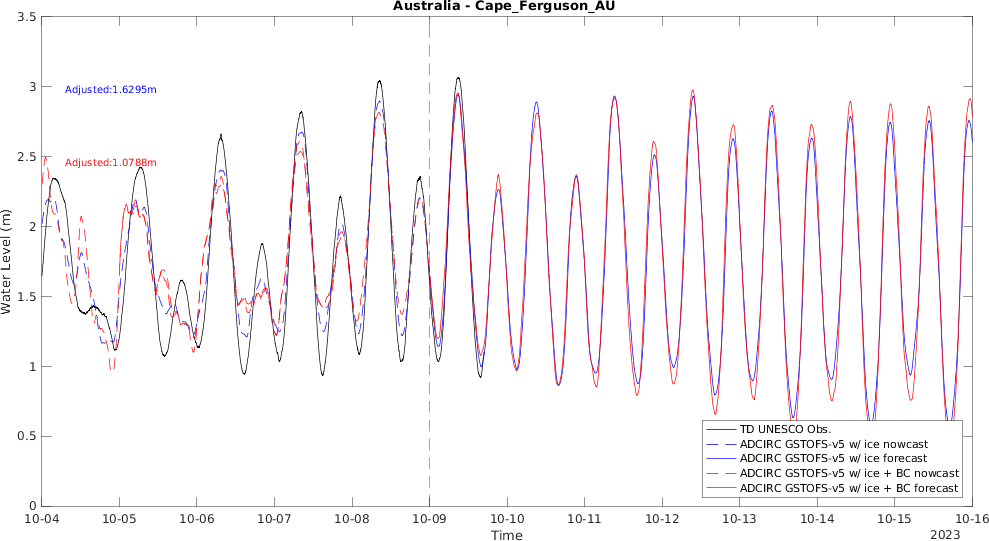 Australia - Cape_Ferguson_AU
3.5
3
2.5
2
1.5
1
0.5
0
Water Level (m)
Adjusted:1.6295m
Adjusted:1.0788m
TD UNESCO Obs.
ADCIRC GSTOFS-v5 w/ ice nowcast
ADCIRC GSTOFS-v5 w/ ice forecast
ADCIRC GSTOFS-v5 w/ ice + BC nowcast
ADCIRC GSTOFS-v5 w/ ice + BC forecast
10-04 10-05 10-06 10-07 10-08 10-09 10-10 10-11 10-12 10-13 10-14 10-15 10-16
Time
2023